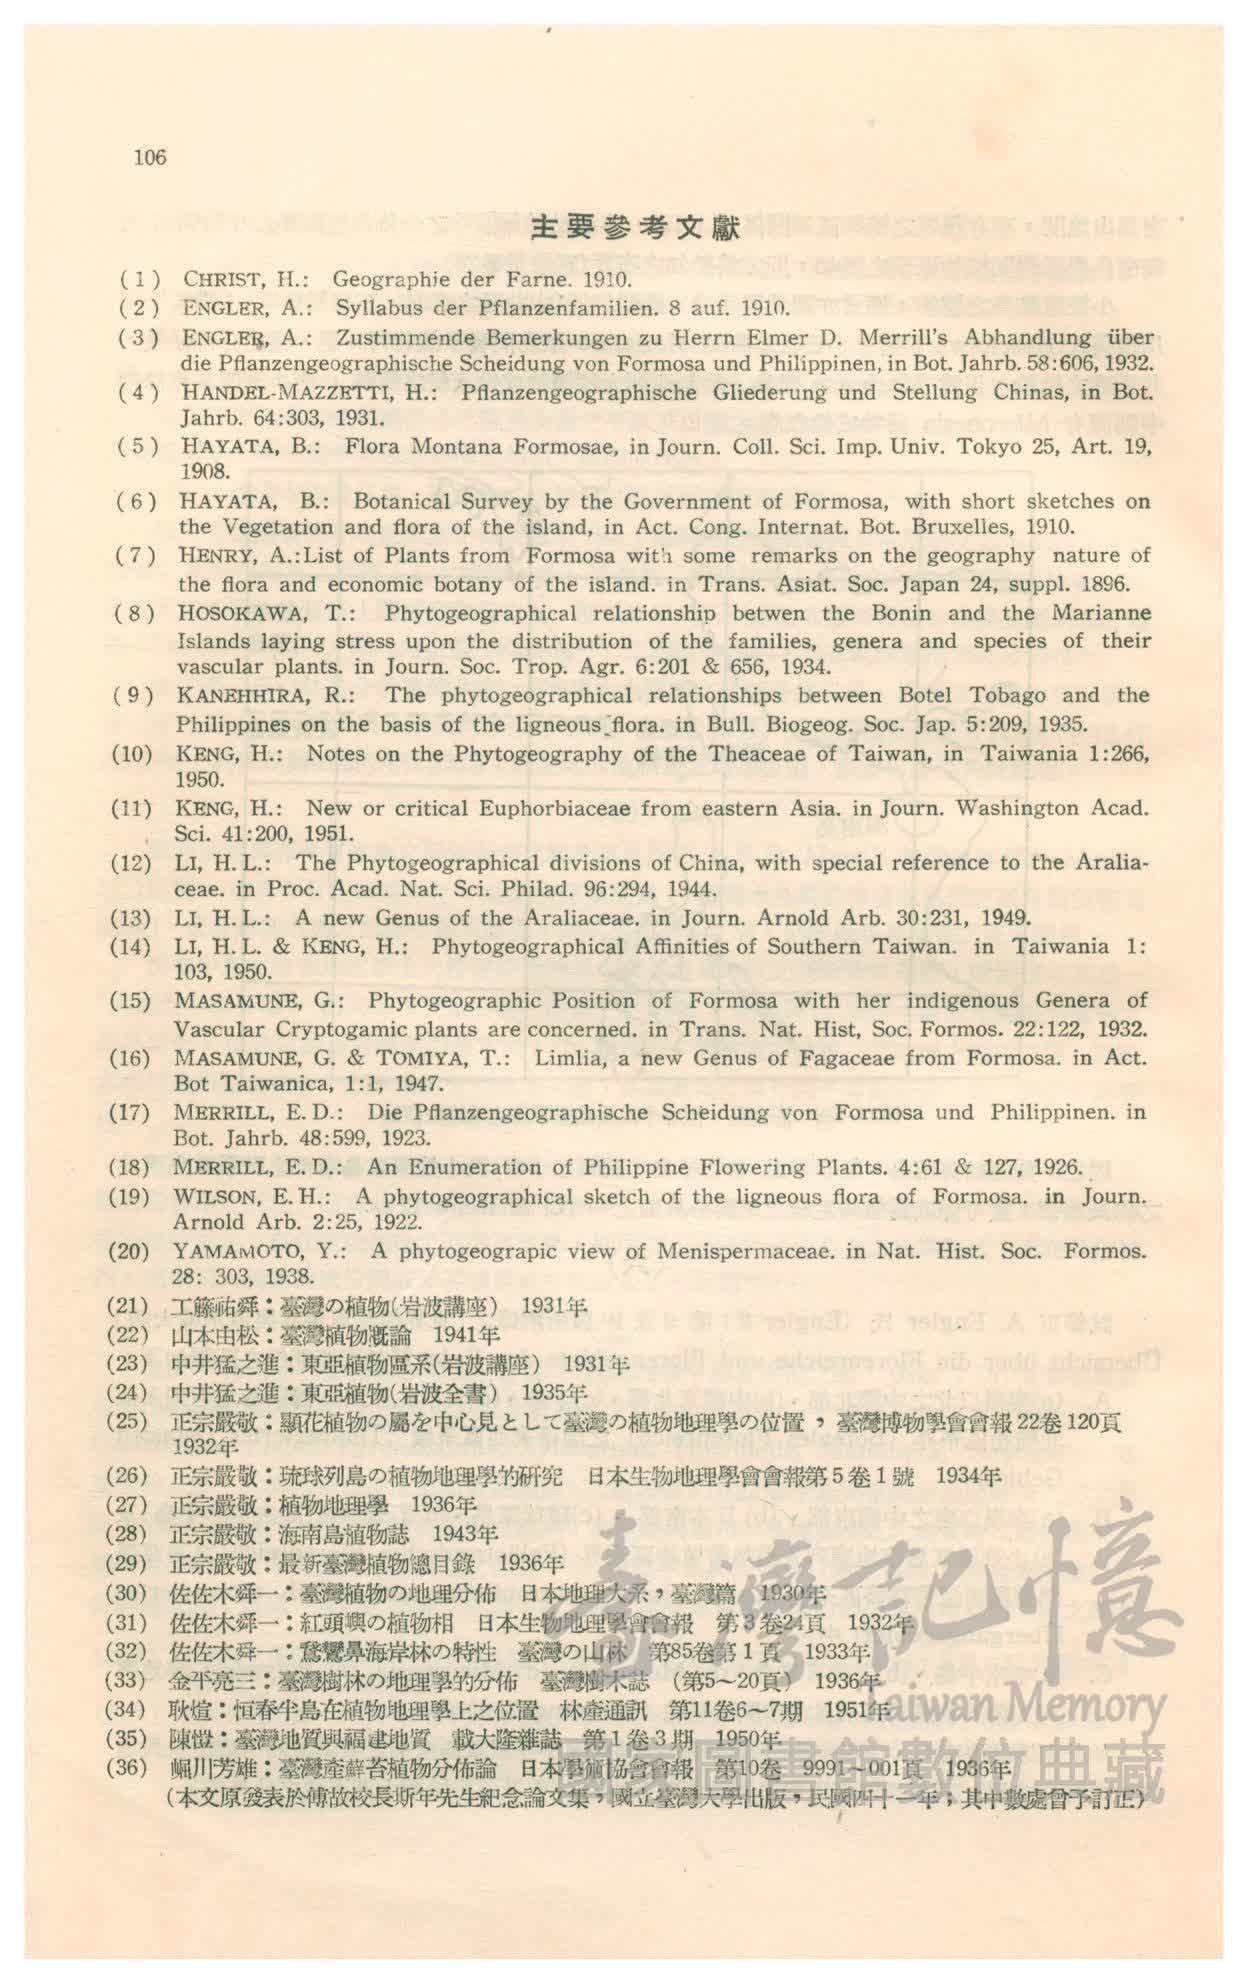 106
主要參考文獻
(1) CHRIST, H.: Geographie der Farne. 1910.
(2) ENGLER, A.: Syllabus der Pflanzenfamilien. 8 auf. 1910.
(3) ENGLER, A.: Zustimmende Bemerkungen zu Herrn Elmer D. Merrill's Abhandlung über
die Pflanzengeographische Scheidung von Formosa und Philippinen, in Bot. Jahrb. 58:606, 1932.
(4) HANDEL-MAZZETTI, H.: Pflanzengeographische Gliederung und Stellung Chinas, in Bot.
Jahrb. 64:303, 1931.
(5) HAYATA, B.: Flora Montana Formosae, in Journ. Coll. Sci. Imp. Univ. Tokyo 25, Art. 19,
1908.
(6) HAYATA, B.: Botanical Survey by the Government of Formosa, with short sketches on
the Vegetation and flora of the island, in Act. Cong. Internat. Bot. Bruxelles, 1910.
(7) HENRY, A.:List of Plants from Formosa with some remarks on the geography nature of
the flora and economic botany of the island. in Trans. Asiat. Soc. Japan 24, suppl. 1896.
(8) HOSOKAWA, T.: Phytogeographical relationship betwen the Bonin and the Marianne
Islands laying stress upon the distribution of the families, genera and species of their
vascular plants. in Journ. Soc. Trop. Agr. 6:201 & 656, 1934.
(9) KANEHHIRA, R.: The phytogeographical relationships between Botel Tobago and the
Philippines on the basis of the ligneous flora. in Bull. Biogeog. Soc. Jap. 5:209, 1935.
(10) KENG, H.: Notes on the Phytogeography of the Theaceae of Taiwan, in Taiwania 1:266,
1950.
(11) KENG, H.: New or critical Euphorbiaceae from eastern Asia. in Journ. Washington Acad.
Sci. 41:200, 1951.
(12) LI, H. L.: The Phytogeographical divisions of China, with special reference to the Aralia-
ceae. in Proc. Acad. Nat. Sci. Philad. 96:294, 1944.
(13) LI, H. L.: A new Genus of the Araliaceae. in Journ. Arnold Arb. 30:231, 1949.
(14) LI, H. L. & KENG, H.: Phytogeographical Affinities of Southern Taiwan. in Taiwania 1:
103, 1950.
(15) MASAMUNE, G.: Phytogeographic Position of Formosa with her indigenous Genera of
Vascular Cryptogamic plants are concerned. in Trans. Nat. Hist, Soc. Formos. 22:122, 1932.
(16) MASAMUNE, G. & TOMIYA, T.: Limlia, a new Genus of Fagaceae from Formosa. in Act.
Bot Taiwanica, 1:1, 1947.
(17) MERRILL, E. D.: Die Pflanzengeographische Scheidung von Formosa und Philippinen. in
Bot. Jahrb. 48:599, 1923.
(18) MERRILL, E. D.: An Enumeration of Philippine Flowering Plants. 4:61 & 127, 1926.
(19) WILSON, E. H.: A phytogeographical sketch of the ligneous flora of Formosa. in Journ.
Arnold Arb. 2:25, 1922.
(20) YAMAMOTO, Y.: A phytogeograpic view of Menispermaceae. in Nat. Hist. Soc. Formos.
28: 303, 1938.
(21) 工籐祐舜：臺灣の植物(岩波講座) 1931年
(22) 山本由松：臺灣植物概論 1941年
(23) 中井猛之進：東亞植物區系(岩波講座) 1931年
(24) 中井猛之進：東亞植物(岩波全書) 1935年
(25) 正宗嚴敬：顯花植物の屬を中心見として臺灣の植物地理學の位置，臺灣博物學會會報22卷120頁
1932年
(26) 正宗嚴敬：琉球列島の植物地理學的研究 日本生物地理學會會報第5卷1號 1934年
(27) 正宗嚴敬：植物地理學 1936年
(28) 正宗嚴敬：海南島植物誌 1943年
(29) 正宗嚴敬：最新臺灣植物總目錄 1936年
(30) 佐佐木舜一：臺灣植物の地理分佈 日本地理大系，臺灣篇 1930年
(31) 佐佐木舜一：紅頭嶼の植物相 日本生物地理學會會報 第3卷24頁 1932年
(32) 佐佐木舜一：鵞鸞鼻海岸林の特性 臺灣の山林 第85卷第1頁 1933年
(33) 金平亮三：臺灣樹林の地理學的分佈 臺灣樹木誌 (第5～20頁) 1936年
(34) 耿煊：恒春半島在植物地理學上之位置 林產通訊 第11卷6～7期 1951年
(35) 陳㦂：臺灣地質與福建地質 載大陸雜誌 第1卷3期 1950年
(36) 堀川芳雄：臺灣產蘚苔植物分佈論 日本學術協會會報 第10卷 9991～001頁 1936年
(本文原發表於傅故校長斯年先生紀念論文集，國立臺灣大學出版，民國四十一年；其中數處曾予訂正)
臺灣記憶
Taiwan Memory
國家圖書館數位典藏